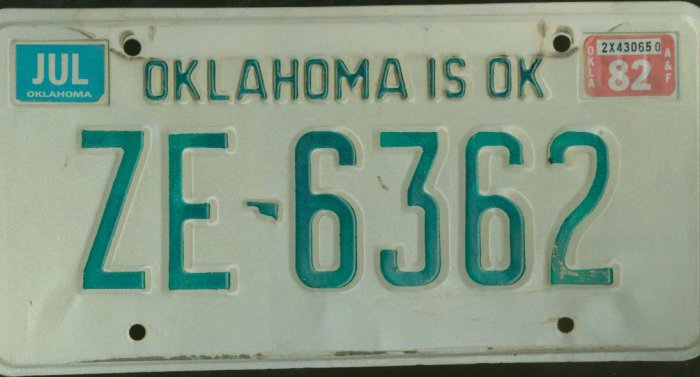 JUL
OKLAHOMA
OKLAHOMA IS OK
2X430650
OKLA
82
A&F
ZE 6362